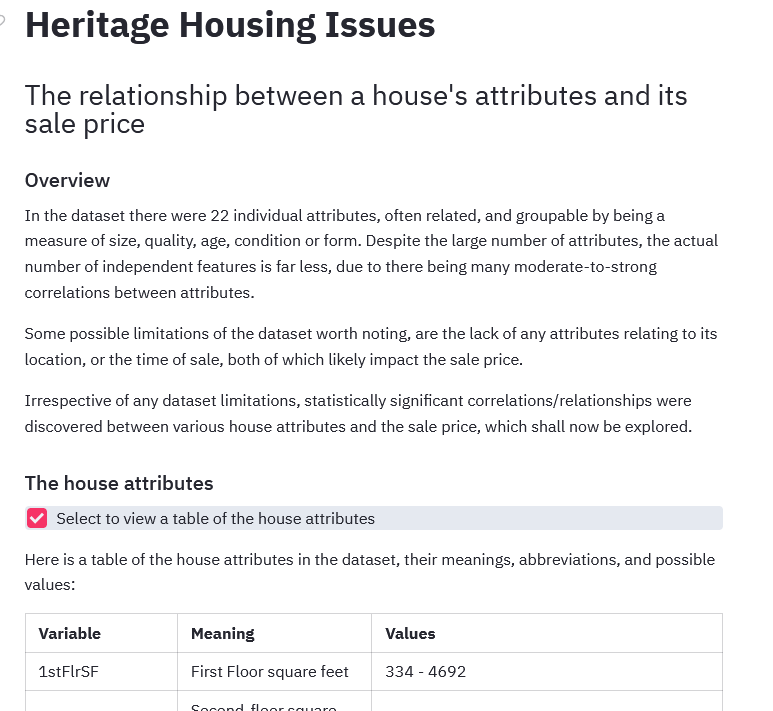 Heritage Housing Issues
The relationship between a house's attributes and its
sale price
Overview
In the dataset there were 22 individual attributes, often related, and groupable by being a
measure of size, quality, age, condition or form. Despite the large number of attributes, the actual
number of independent features is far less, due to there being many moderate-to-strong
correlations between attributes.
Some possible limitations of the dataset worth noting, are the lack of any attributes relating to its
location, or the time of sale, both of which likely impact the sale price.
Irrespective of any dataset limitations, statistically significant correlations/relationships were
discovered between various house attributes and the sale price, which shall now be explored.
The house attributes
Select to view a table of the house attributes
Here is a table of the house attributes in the dataset, their meanings, abbreviations, and possible
values:
Variable Meaning Values
1stFlrSF First Floor square feet 334 - 4692
Second-floor square